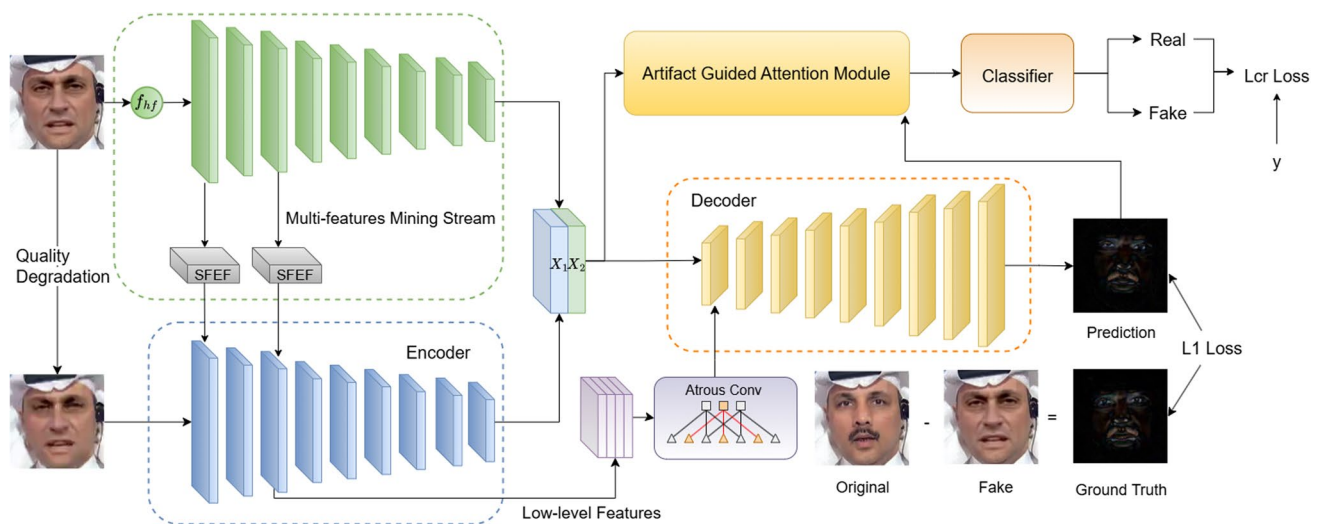 f_hf
Multi-features Mining Stream
Quality
Degradation
SFEF
SFEF
Encoder
Low-level Features
X₁X₂
Artifact Guided Attention Module
Classifier
Real
Fake
Lcr Loss
y
Decoder
Prediction
L1 Loss
Atrous Conv
-
=
Original
Fake
Ground Truth